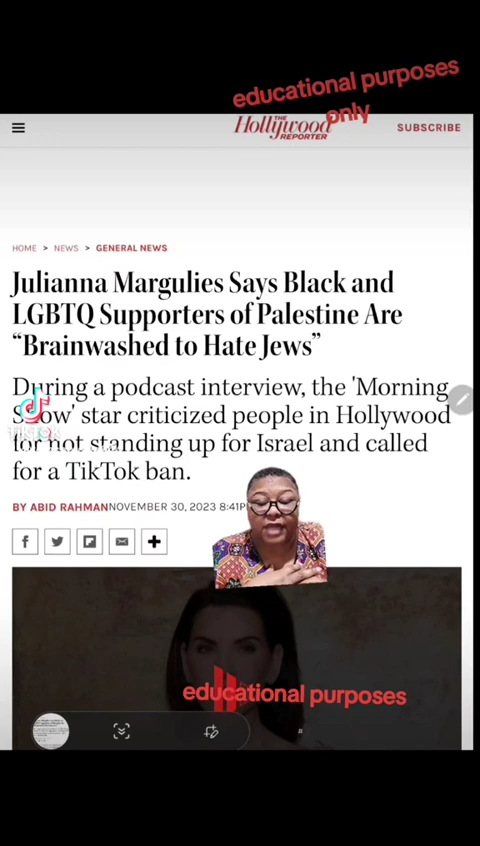 educational purposes
only
THE
Hollywood
REPORTER
SUBSCRIBE
HOME > NEWS > GENERAL NEWS
Julianna Margulies Says Black and
LGBTQ Supporters of Palestine Are
“Brainwashed to Hate Jews”
During a podcast interview, the 'Morning
Show' star criticized people in Hollywood
for not standing up for Israel and called
for a TikTok ban.
TikTok
BY ABID RAHMAN NOVEMBER 30, 2023 8:41P
educational purposes